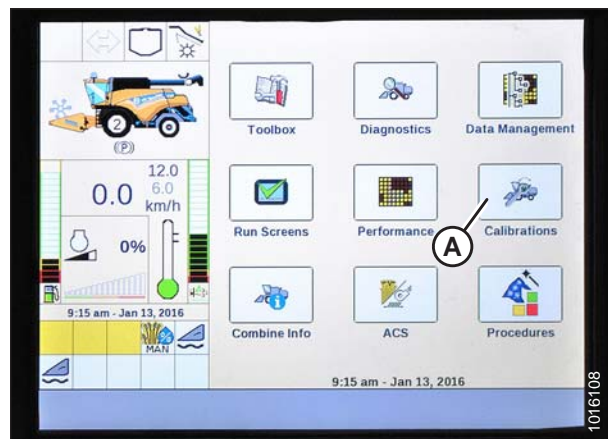 Toolbox
Diagnostics
Data Management
2
(P)
12.0
6.0
0.0
km/h
Run Screens
Performance
Calibrations
A
0%
9:15 am - Jan 13, 2016
MAN
Combine Info
ACS
Procedures
9:15 am - Jan 13, 2016
1016108